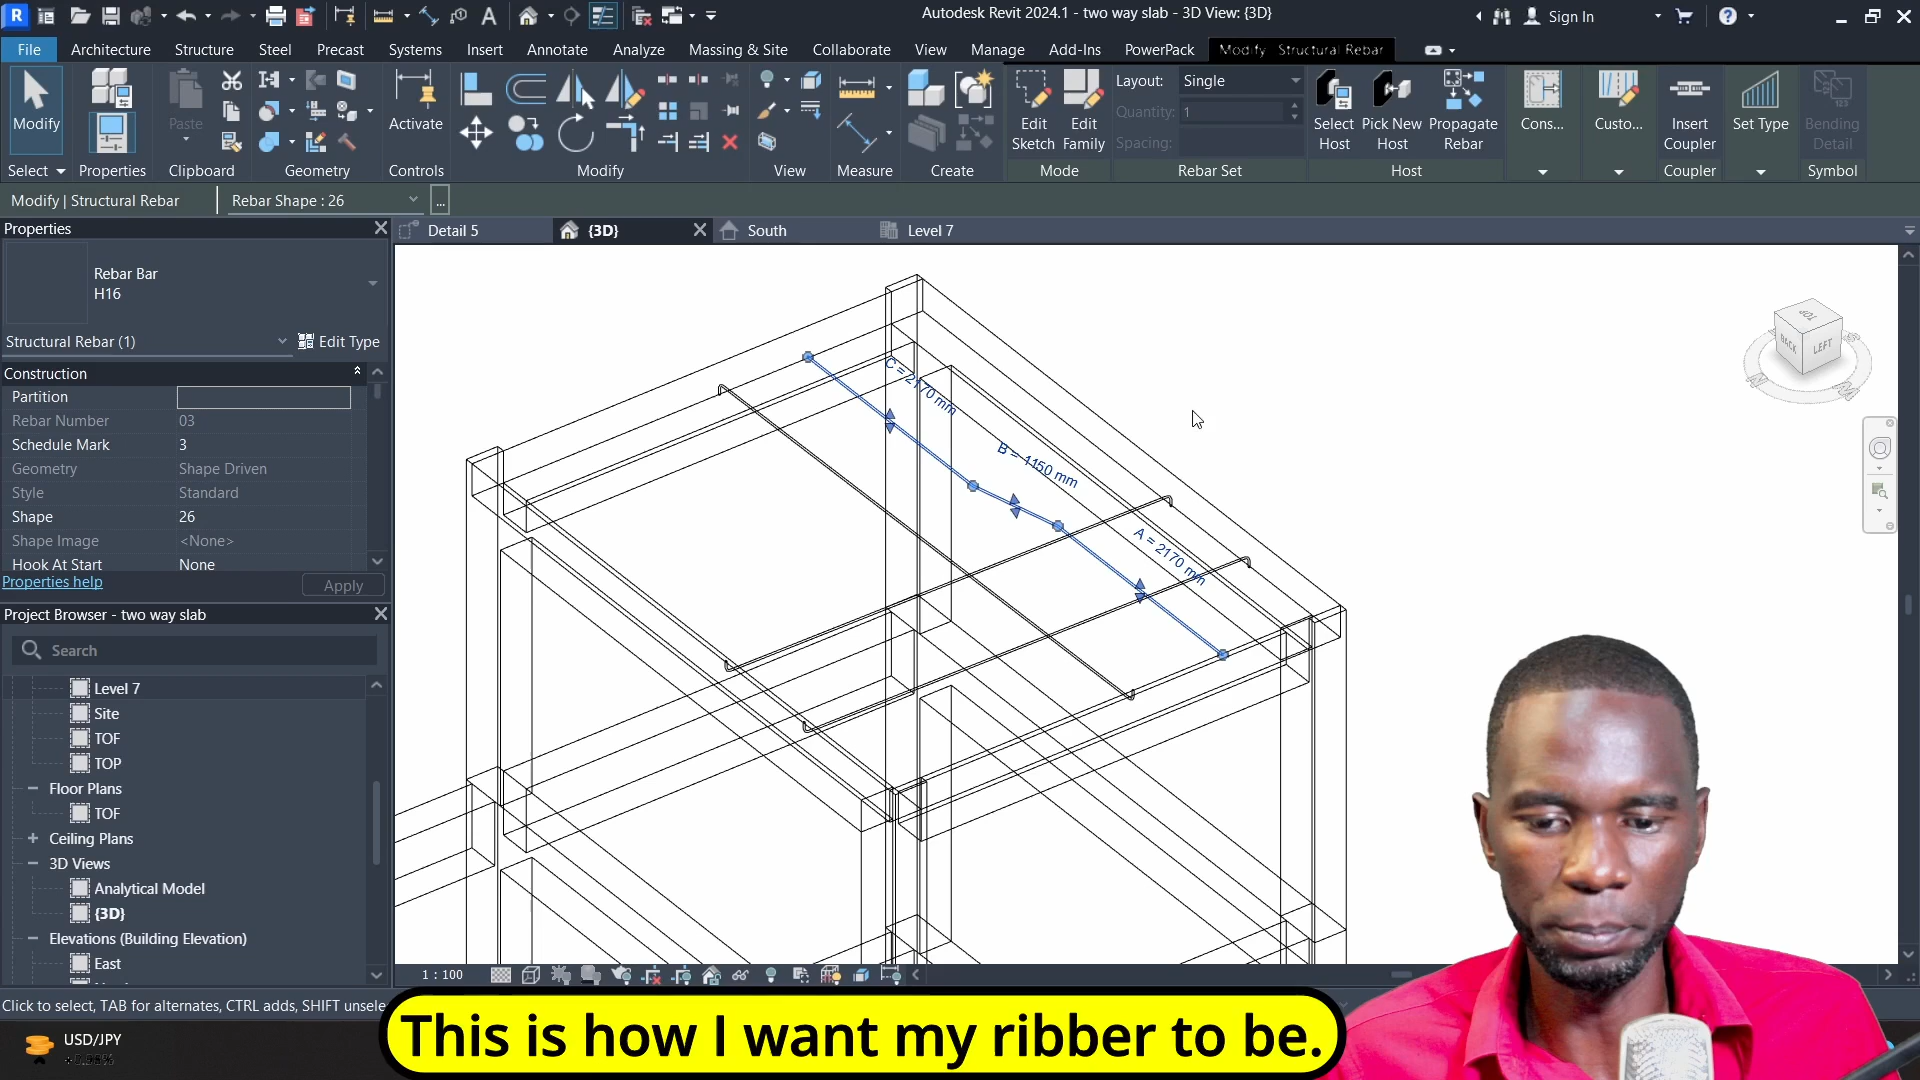 Autodesk Revit 2024.1 - two way slab - 3D View: {3D}
Sign In
File
Architecture
Structure
Steel
Precast
Systems
Insert
Annotate
Analyze
Massing & Site
Collaborate
View
Manage
Add-Ins
PowerPack
Modify | Structural Rebar
Modify
Paste
Activate
Edit Sketch
Edit Family
Layout: Single
Quantity: 1
Spacing:
Select Host
Pick New Host
Propagate Rebar
Cons...
Custo...
Insert Coupler
Set Type
Bending Detail
Select
Properties
Clipboard
Geometry
Controls
Modify
View
Measure
Create
Mode
Rebar Set
Host
Coupler
Symbol
Modify | Structural Rebar
Rebar Shape : 26
...
Properties
Detail 5
{3D}
South
Level 7
Rebar Bar
H16
Structural Rebar (1)
Edit Type
Construction
Partition
Rebar Number 03
Schedule Mark 3
Geometry Shape Driven
Style Standard
Shape 26
Shape Image <None>
Hook At Start None
Properties help
Apply
Project Browser - two way slab
Search
Level 7
Site
TOF
TOP
Floor Plans
TOF
Ceiling Plans
3D Views
Analytical Model
{3D}
Elevations (Building Elevation)
East
C = 2170 mm
B = 1150 mm
A = 2170 mm
BACK
LEFT
TOP
1 : 100
Click to select, TAB for alternates, CTRL adds, SHIFT unsele
USD/JPY
This is how I want my ribber to be.